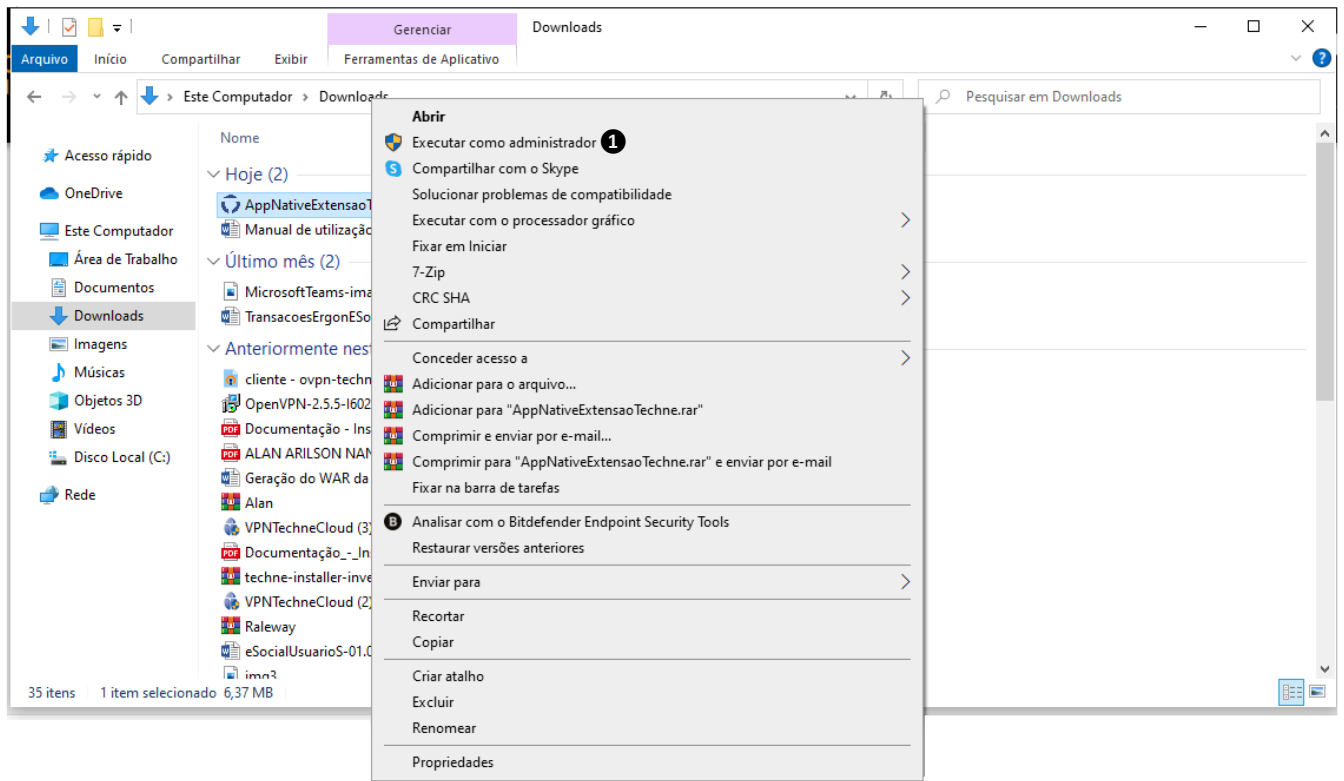 Gerenciar
Downloads
Arquivo
Início
Compartilhar
Exibir
Ferramentas de Aplicativo
Este Computador
Downloads
Pesquisar em Downloads
Acesso rápido
OneDrive
Este Computador
Área de Trabalho
Documentos
Downloads
Imagens
Músicas
Objetos 3D
Vídeos
Disco Local (C:)
Rede
Nome
Hoje (2)
AppNativeExtensaoT
Manual de utilização
Último mês (2)
MicrosoftTeams-ima
TransacoesErgonESo
Anteriormente nest
cliente - ovpn-techn
OpenVPN-2.5.5-I602
Documentação - Ins
ALAN ARILSON NAN
Geração do WAR da
Alan
VPNTechneCloud (3)
Documentação_-_In
techne-installer-inve
VPNTechneCloud (2)
Raleway
eSocialUsuarioS-01.0
img3
35 itens
1 item selecionado 6,37 MB
Abrir
Executar como administrador 1
Compartilhar com o Skype
Solucionar problemas de compatibilidade
Executar com o processador gráfico
Fixar em Iniciar
7-Zip
CRC SHA
Compartilhar
Conceder acesso a
Adicionar para o arquivo...
Adicionar para "AppNativeExtensaoTechne.rar"
Comprimir e enviar por e-mail...
Comprimir para "AppNativeExtensaoTechne.rar" e enviar por e-mail
Fixar na barra de tarefas
Analisar com o Bitdefender Endpoint Security Tools
Restaurar versões anteriores
Enviar para
Recortar
Copiar
Criar atalho
Excluir
Renomear
Propriedades